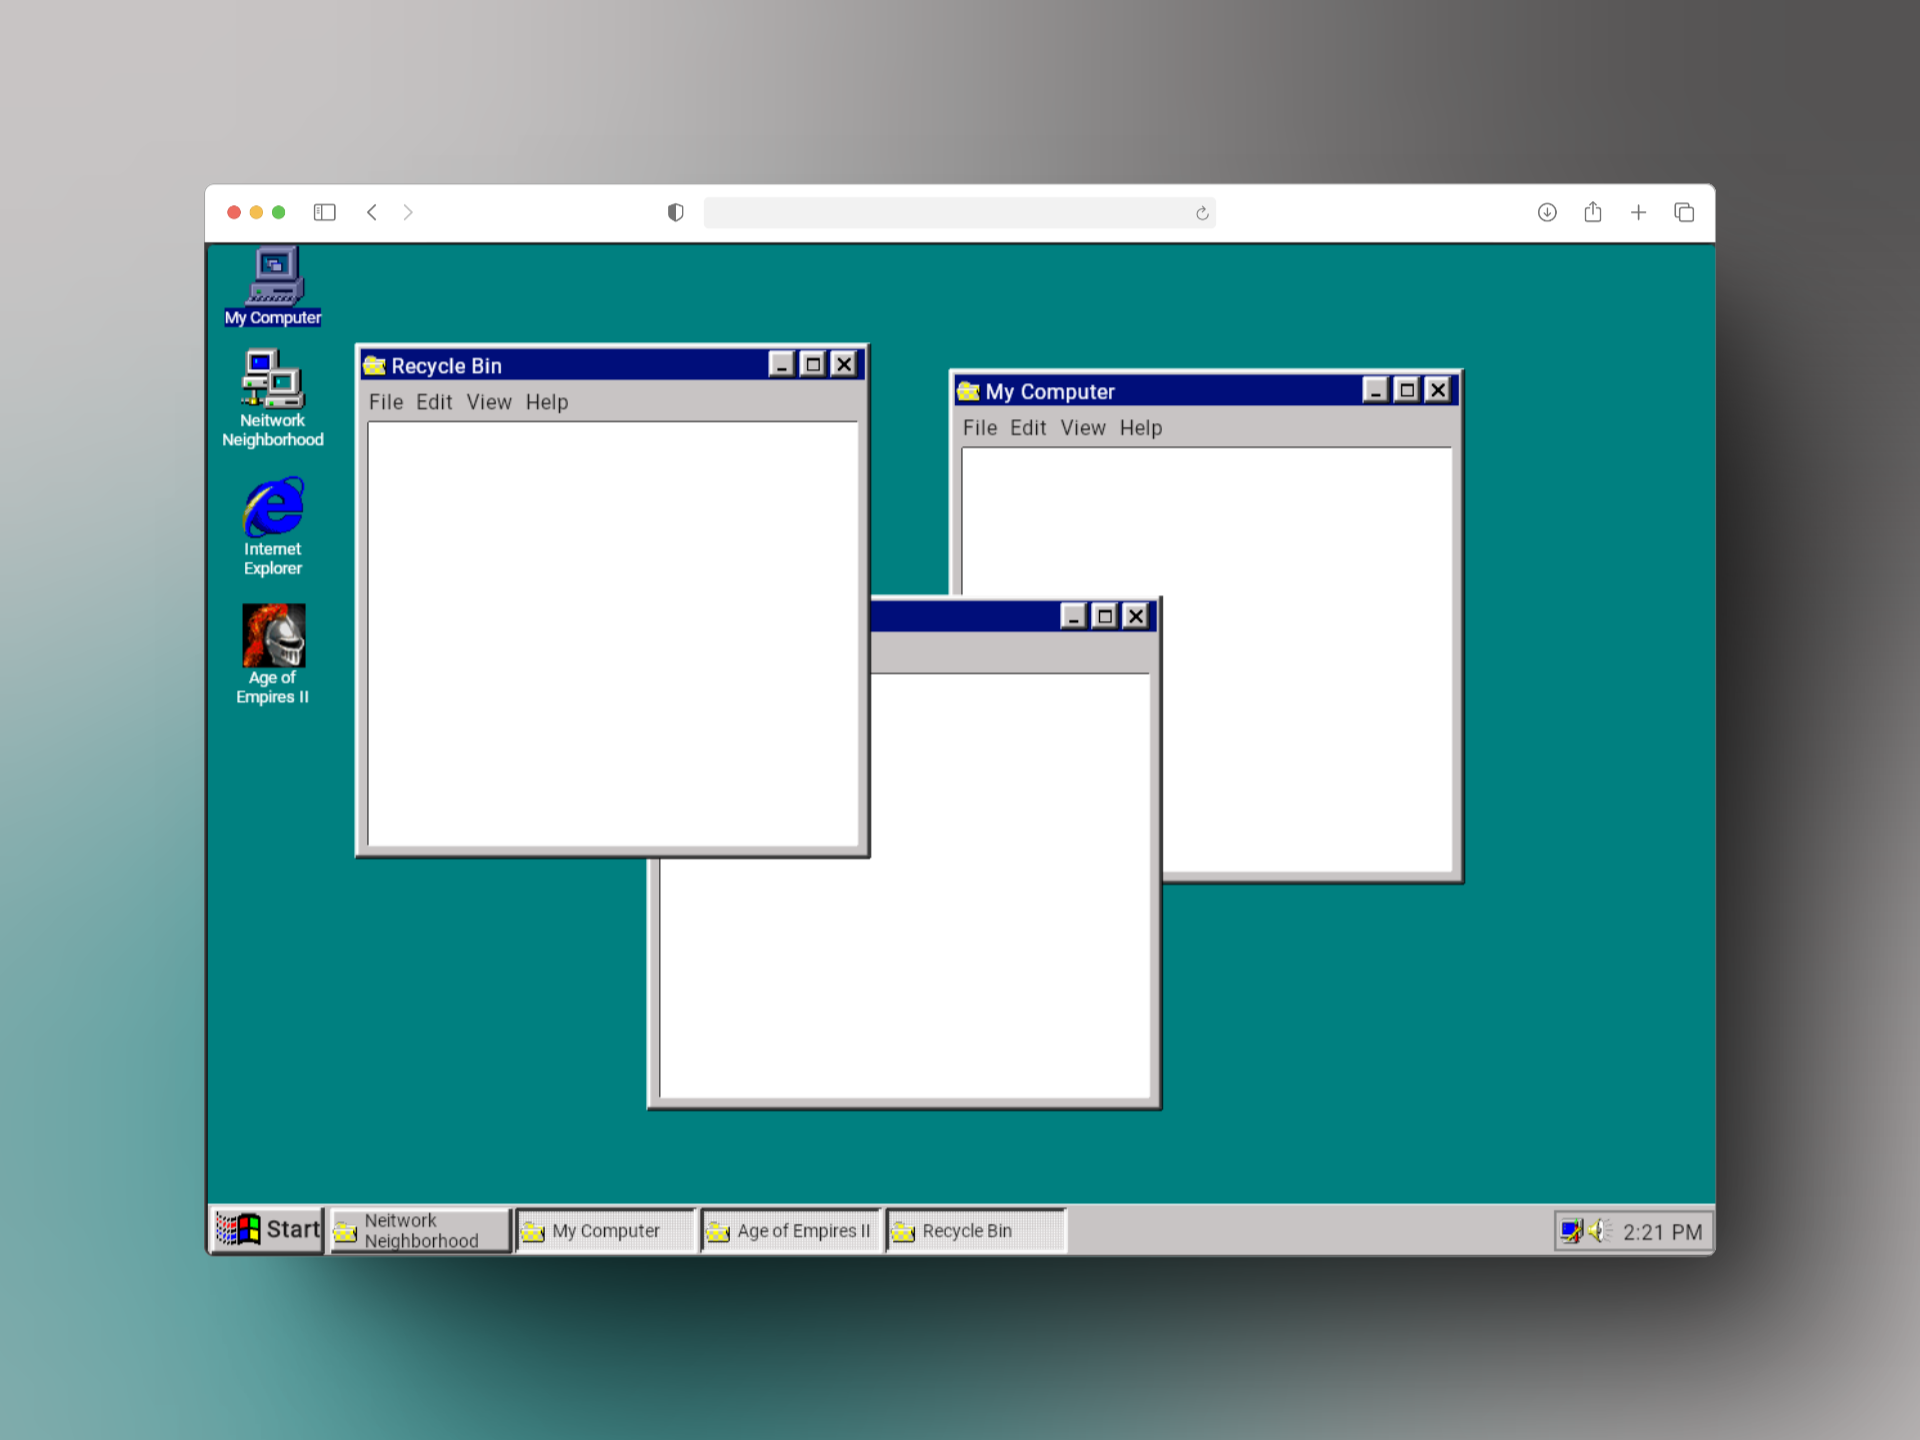 My Computer
Neitwork
Neighborhood
Internet
Explorer
Age of
Empires II
Recycle Bin
File Edit View Help
My Computer
File Edit View Help
Start
Neitwork
Neighborhood
My Computer
Age of Empires II
Recycle Bin
2:21 PM